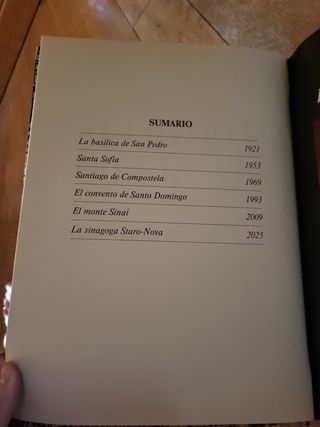 SUMARIO
La basílica de San Pedro 1921
Santa Sofía 1953
Santiago de Compostela 1969
El convento de Santo Domingo 1993
El monte Sinaí 2009
La sinagoga Staro-Nova 2025